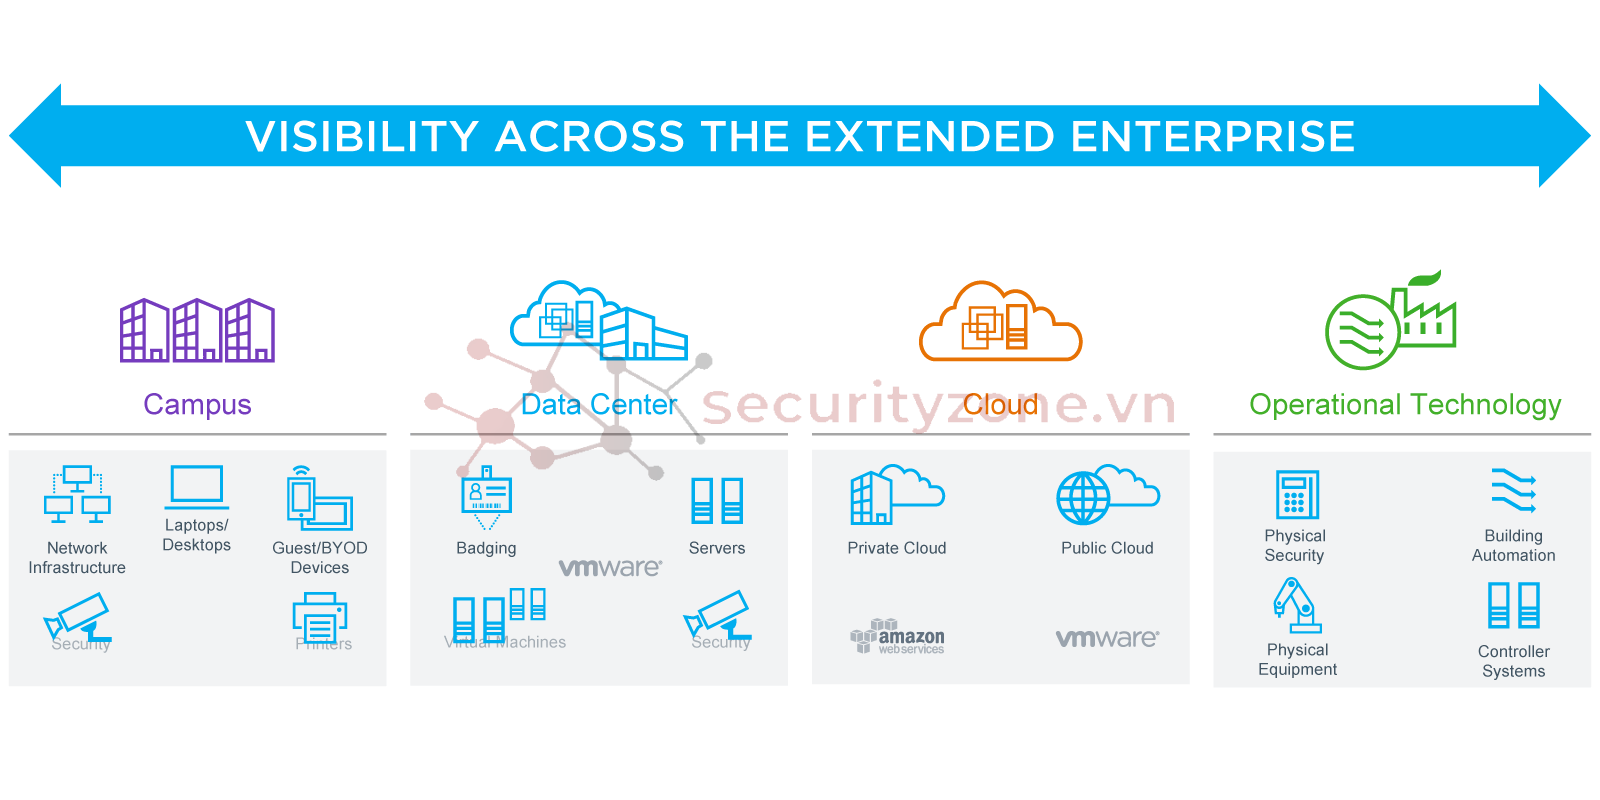 VISIBILITY ACROSS THE EXTENDED ENTERPRISE
securityzone.vn
Campus
Data Center
Cloud
Operational Technology
Network
Infrastructure
Laptops/
Desktops
Guest/BYOD
Devices
Security
Printers
Badging
Servers
vmware®
Virtual Machines
Security
Private Cloud
Public Cloud
amazon
webservices
vmware®
Physical
Security
Building
Automation
Physical
Equipment
Controller
Systems